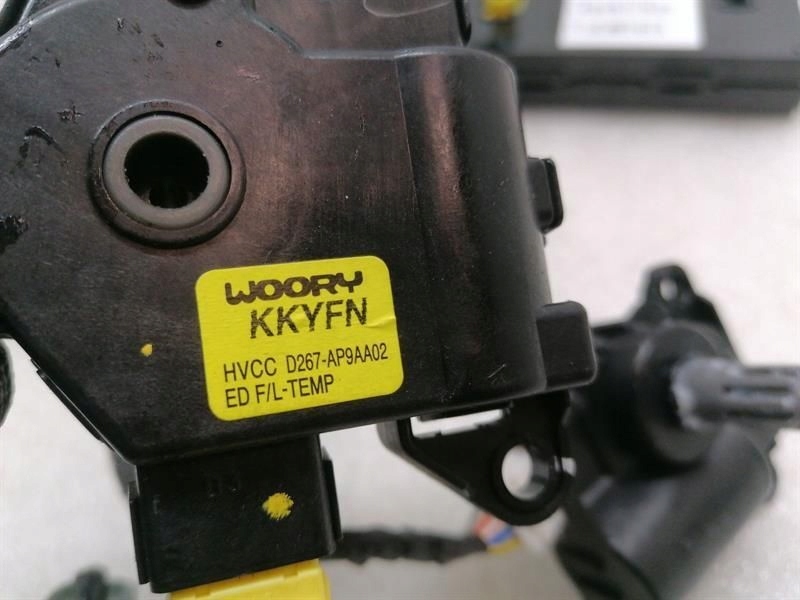 WOORY
KKYFN
HVCC D267-AP9AA02
ED F/L-TEMP